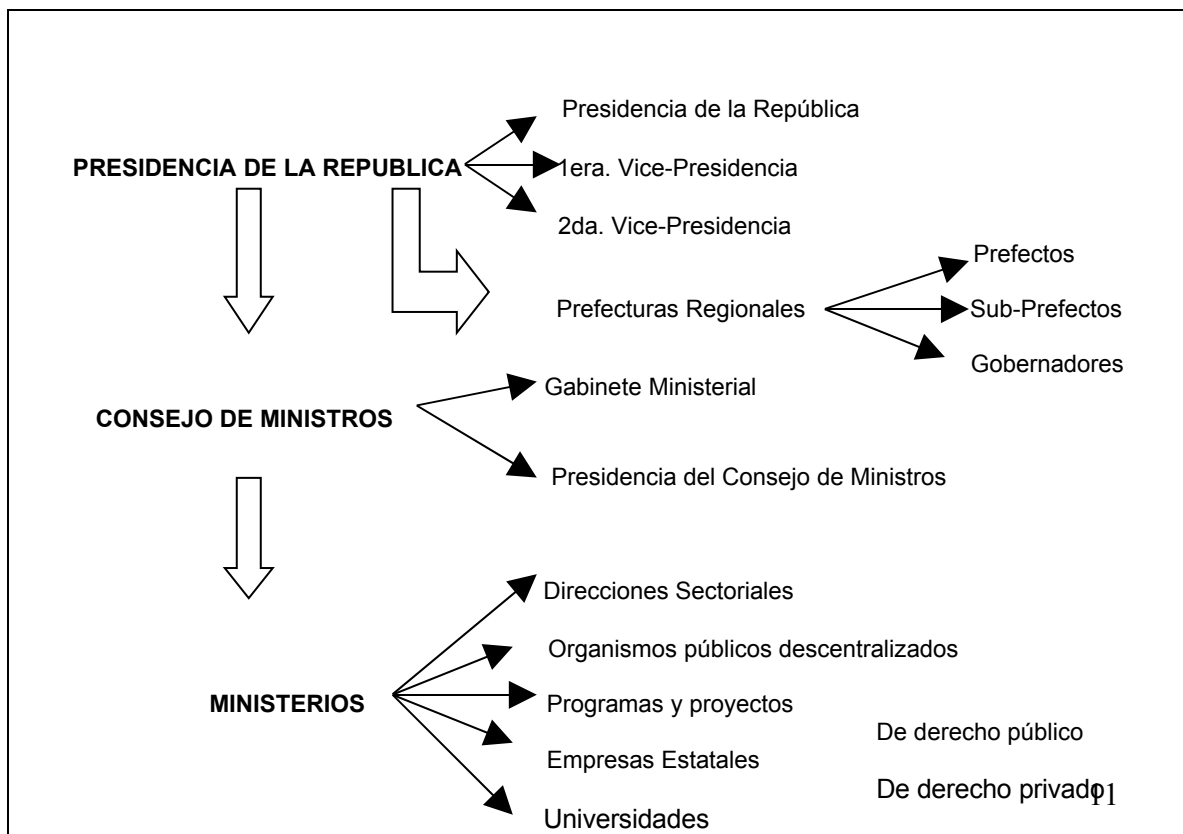 Presidencia de la República
PRESIDENCIA DE LA REPUBLICA
1era. Vice-Presidencia
2da. Vice-Presidencia
Prefecturas Regionales
Prefectos
Sub-Prefectos
Gobernadores
CONSEJO DE MINISTROS
Gabinete Ministerial
Presidencia del Consejo de Ministros
MINISTERIOS
Direcciones Sectoriales
Organismos públicos descentralizados
Programas y proyectos
Empresas Estatales
De derecho público
De derecho privado
Universidades
11